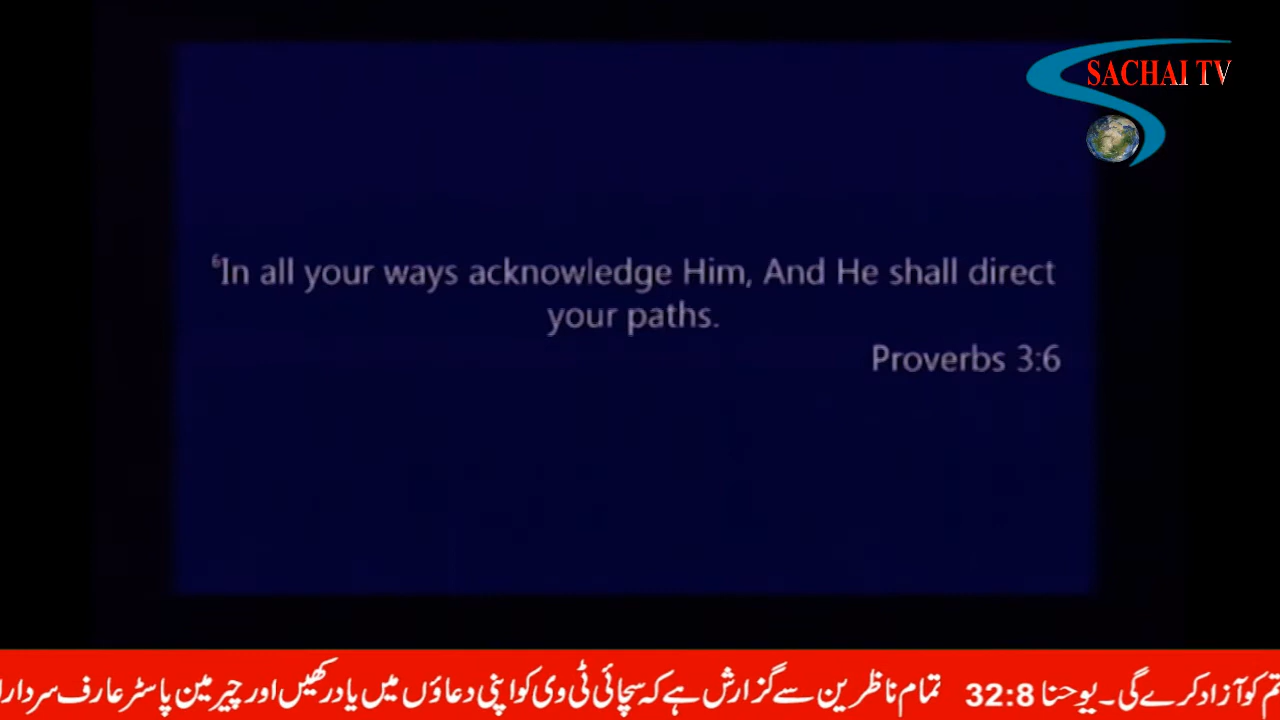 SACHAI TV
⁶In all your ways acknowledge Him, And He shall direct
your paths.
Proverbs 3:6
تم کو آزاد کرے گی۔ یوحنا 32:8 تمام ناظرین سے گزارش ہے کہ سچائی ٹی وی کو اپنی دعاؤں میں یاد رکھیں اور چیرمین پاسٹر عارف سردار